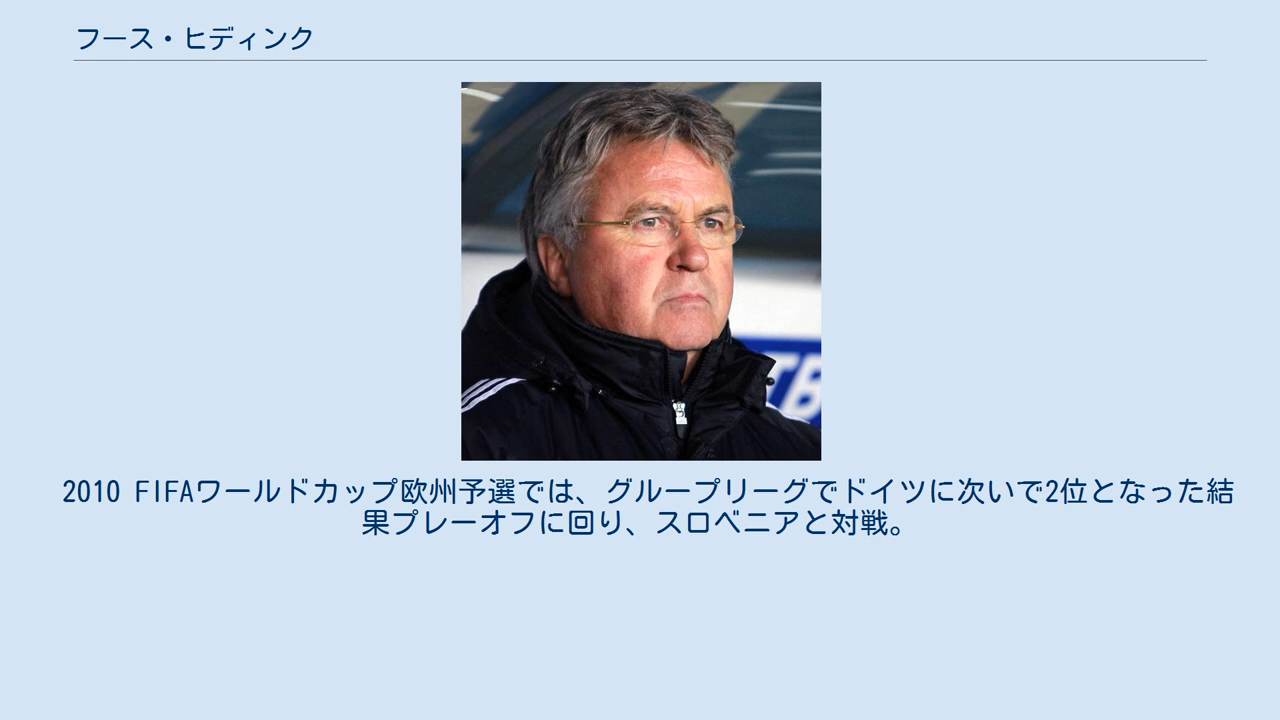 フース・ヒディンク
TB
2010 FIFAワールドカップ欧州予選では、グループリーグでドイツに次いで2位となった結
果プレーオフに回り、スロベニアと対戦。